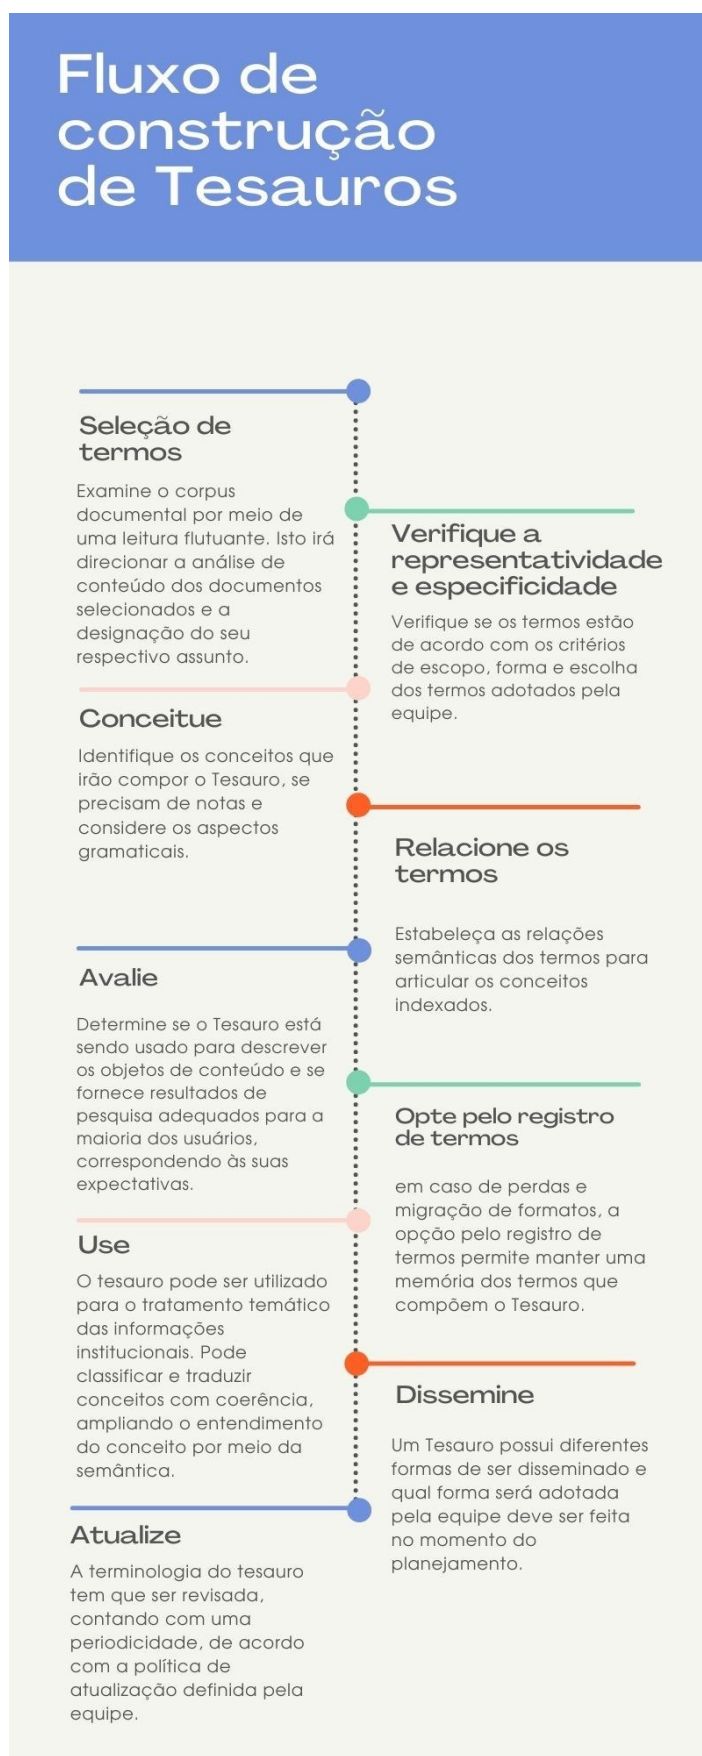 Fluxo de
construção
de Tesauros
Seleção de
termos
Examine o corpus
documental por meio de
uma leitura flutuante. Isto irá
direcionar a análise de
conteúdo dos documentos
selecionados e a
designação do seu
respectivo assunto.
Verifique a
representatividade
e especificidade
Verifique se os termos estão
de acordo com os critérios
de escopo, forma e escolha
dos termos adotados pela
equipe.
Conceitue
Identifique os conceitos que
irão compor o Tesauro, se
precisam de notas e
considere os aspectos
gramaticais.
Relacione os
termos
Estabeleça as relações
semânticas dos termos para
articular os conceitos
indexados.
Avalie
Determine se o Tesauro está
sendo usado para descrever
os objetos de conteúdo e se
fornece resultados de
pesquisa adequados para a
maioria dos usuários,
correspondendo às suas
expectativas.
Opte pelo registro
de termos
em caso de perdas e
migração de formatos, a
opção pelo registro de
termos permite manter uma
memória dos termos que
compõem o Tesauro.
Use
O tesauro pode ser utilizado
para o tratamento temático
das informações
institucionais. Pode
classificar e traduzir
conceitos com coerência,
ampliando o entendimento
do conceito por meio da
semântica.
Dissemine
Um Tesauro possui diferentes
formas de ser disseminado e
qual forma será adotada
pela equipe deve ser feita
no momento do
planejamento.
Atualize
A terminologia do tesauro
tem que ser revisada,
contando com uma
periodicidade, de acordo
com a política de
atualização definida pela
equipe.